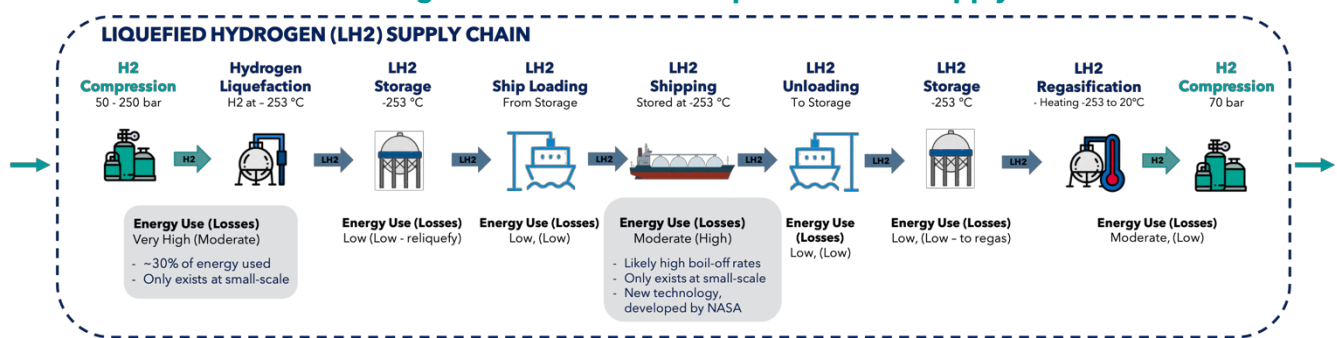 LIQUEFIED HYDROGEN (LH2) SUPPLY CHAIN
H2
Compression
50 - 250 bar
Hydrogen
Liquefaction
H2 at – 253 °C
LH2
Storage
-253 °C
LH2
Ship Loading
From Storage
LH2
Shipping
Stored at -253 °C
LH2
Unloading
To Storage
LH2
Storage
-253 °C
LH2
Regasification
- Heating -253 to 20°C
H2
Compression
70 bar
H2
LH2
LH2
LH2
LH2
LH2
LH2
H2
Energy Use (Losses)
Very High (Moderate)
- ~30% of energy used
- Only exists at small-scale
Energy Use (Losses)
Low (Low - reliquefy)
Energy Use (Losses)
Low, (Low)
Energy Use (Losses)
Moderate (High)
- Likely high boil-off rates
- Only exists at small-scale
- New technology,
developed by NASA
Energy Use
(Losses)
Low, (Low)
Energy Use (Losses)
Low, (Low – to regas)
Energy Use (Losses)
Moderate, (Low)